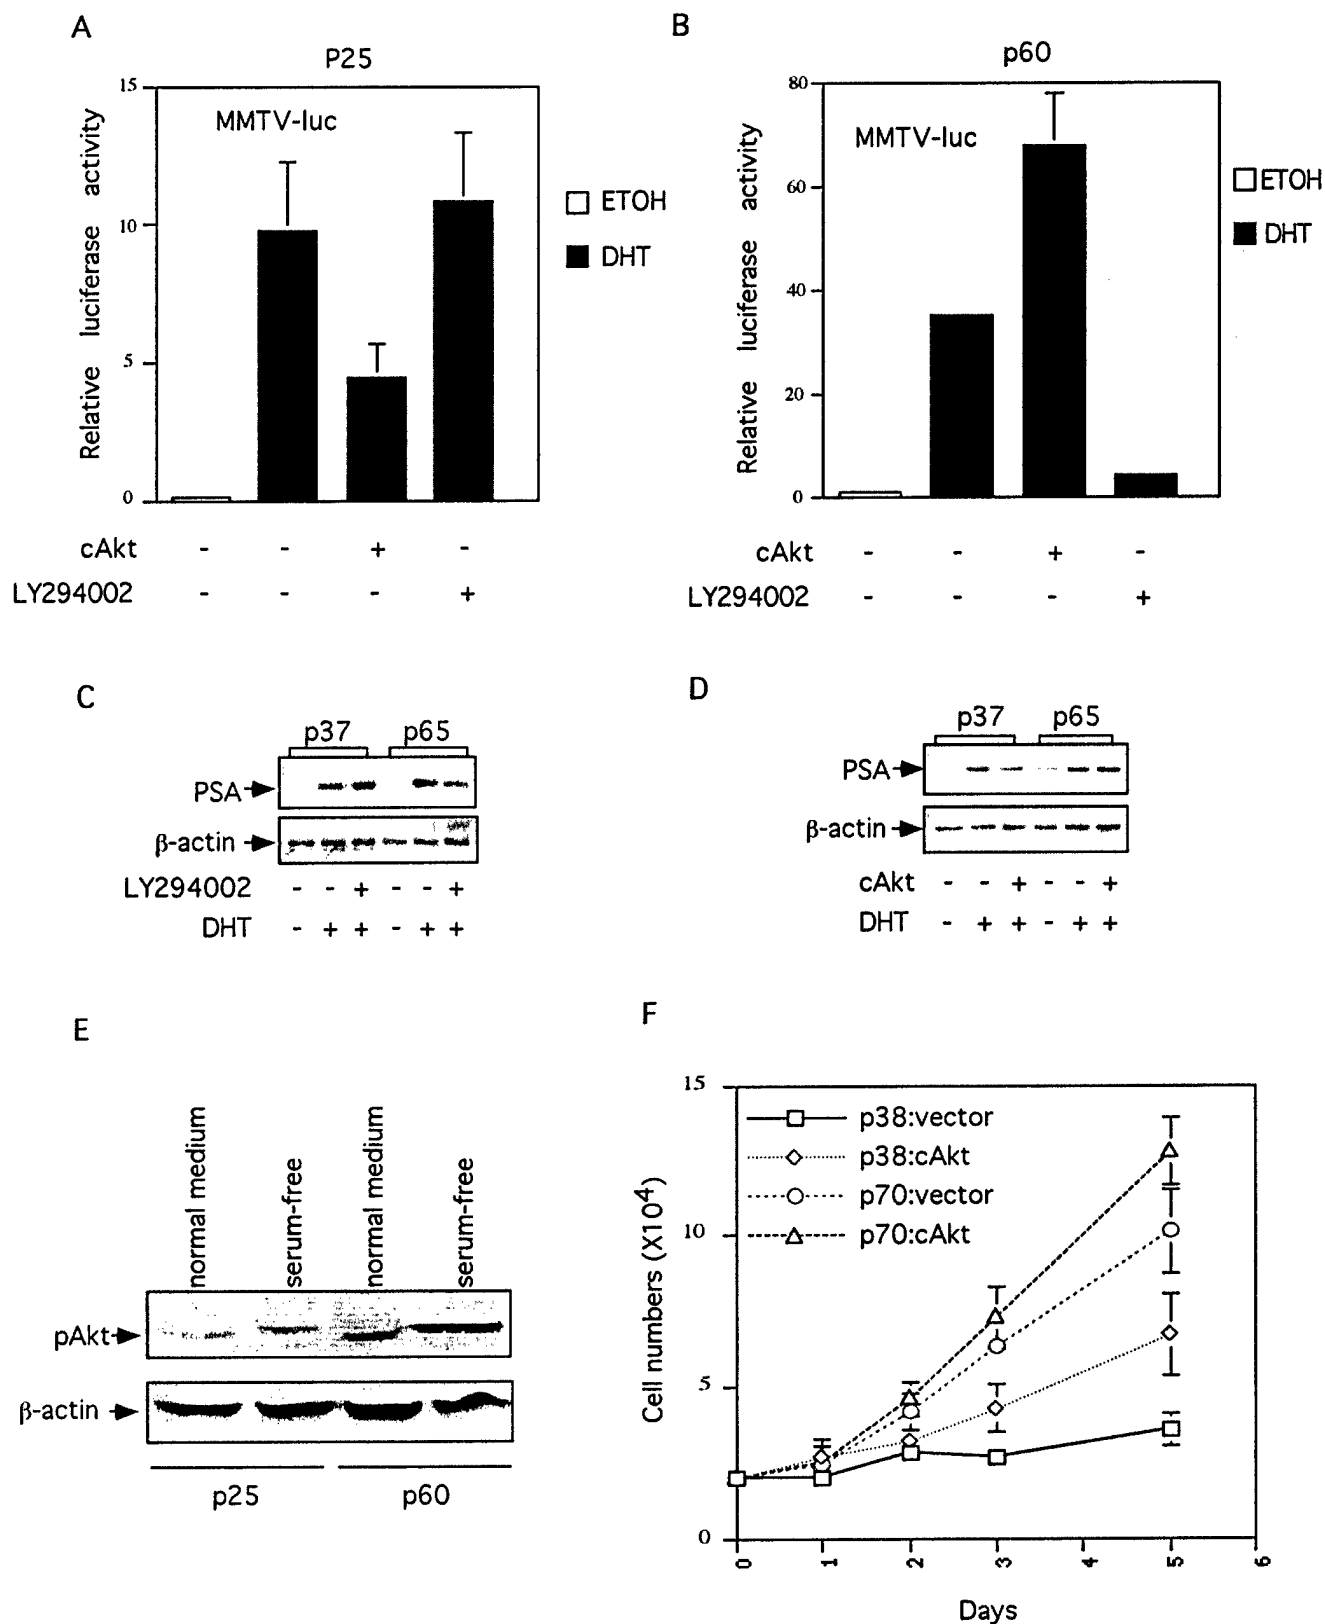 A
P25
MMTV-luc
Relative luciferase activity
15
10
5
0
ETOH
DHT
cAkt - - + -
LY294002 - - - +
B
p60
MMTV-luc
Relative luciferase activity
80
60
40
20
0
ETOH
DHT
cAkt - - + -
LY294002 - - - +
C
p37 p65
PSA
β-actin
LY294002 - - + - - +
DHT - + + - + +
D
p37 p65
PSA
β-actin
cAkt - - + - - +
DHT - + + - + +
E
normal medium
serum-free
normal medium
serum-free
pAkt
β-actin
p25 p60
F
Cell numbers (X10⁴)
15
10
5
0
p38:vector
p38:cAkt
p70:vector
p70:cAkt
0 1 2 3 4 5 6
Days